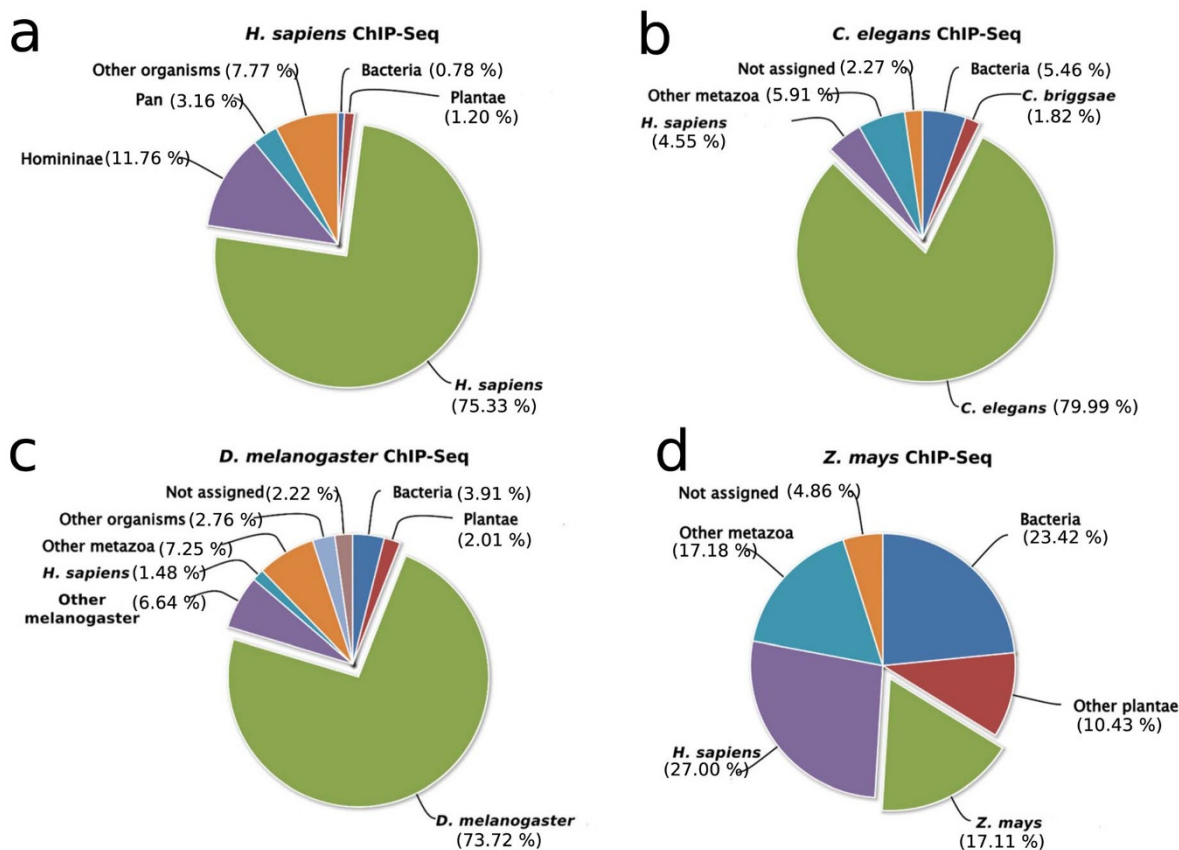 a
H. sapiens ChIP-Seq
Other organisms (7.77 %)
Bacteria (0.78 %)
Pan (3.16 %)
Plantae
(1.20 %)
Homininae (11.76 %)
H. sapiens
(75.33 %)
b
C. elegans ChIP-Seq
Not assigned (2.27 %)
Bacteria (5.46 %)
Other metazoa (5.91 %)
C. briggsae
(1.82 %)
H. sapiens
(4.55 %)
C. elegans (79.99 %)
c
D. melanogaster ChIP-Seq
Not assigned (2.22 %)
Bacteria (3.91 %)
Other organisms (2.76 %)
Plantae
(2.01 %)
Other metazoa (7.25 %)
H. sapiens (1.48 %)
Other (6.64 %)
melanogaster
D. melanogaster
(73.72 %)
d
Z. mays ChIP-Seq
Not assigned (4.86 %)
Other metazoa
(17.18 %)
Bacteria
(23.42 %)
Other plantae
(10.43 %)
H. sapiens
(27.00 %)
Z. mays
(17.11 %)